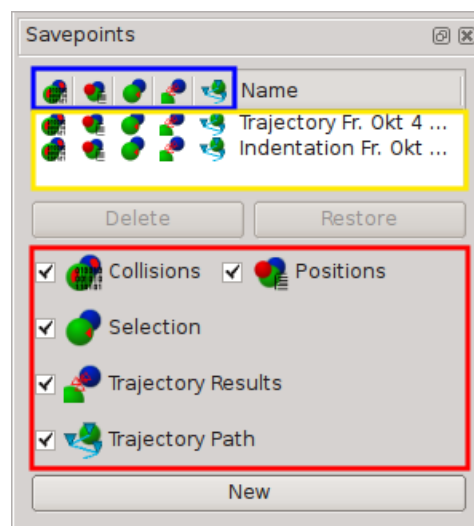 Savepoints
Name
Trajectory Fr. Okt 4 ...
Indentation Fr. Okt ...
Delete Restore
Collisions Positions
Selection
Trajectory Results
Trajectory Path
New